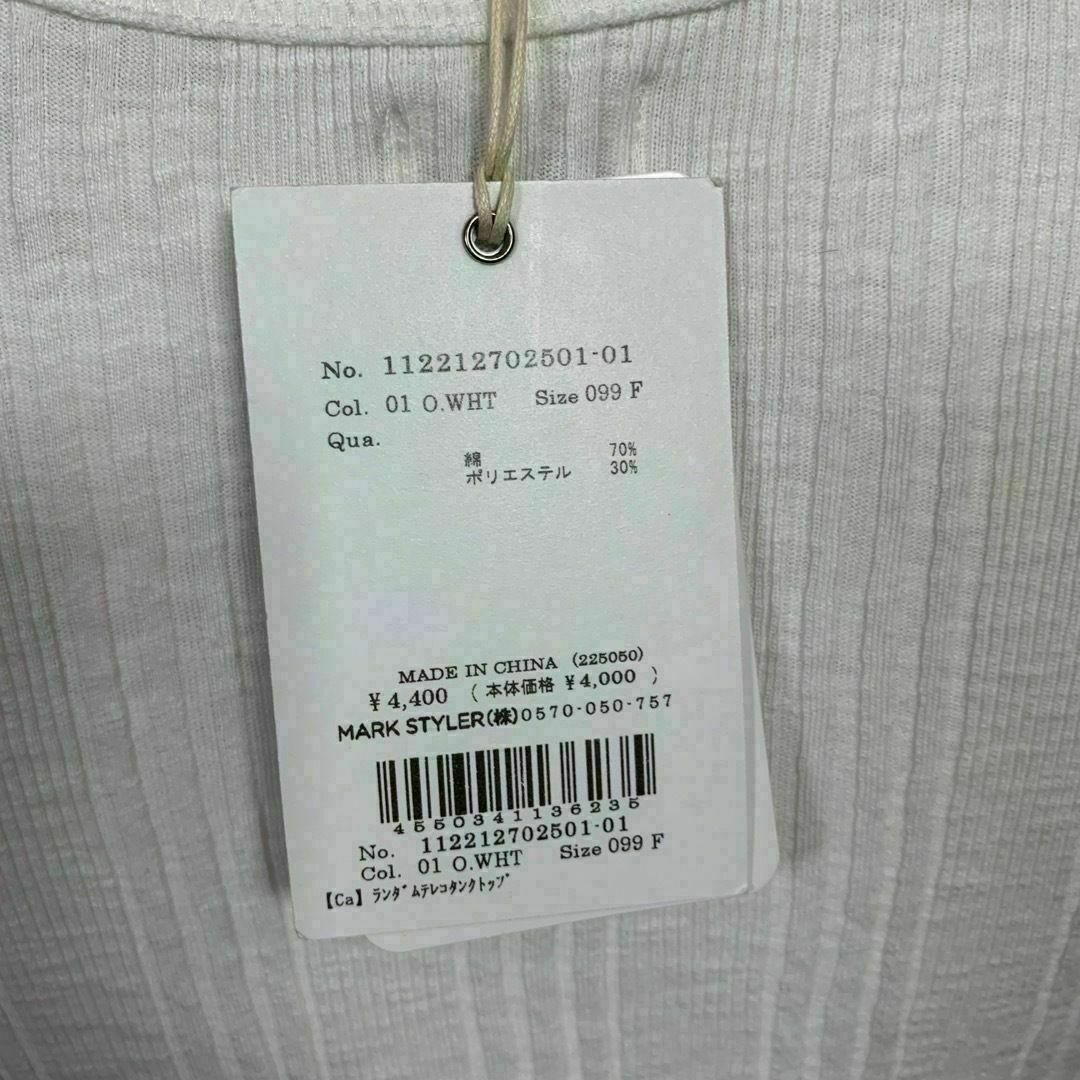 No. 112212702501-01
Col. 01 O.WHT Size 099 F
Qua.
綿 70%
ポリエステル 30%
MADE IN CHINA (225050)
¥4,400 ( 本体価格 ¥4,000 )
MARK STYLER(株)0570-050-757
4550341136235
No. 112212702501-01
Col. 01 O.WHT Size 099 F
【Ca】ﾗﾝﾀﾞﾑﾃﾚｺﾀﾝｸﾄｯﾌﾟ